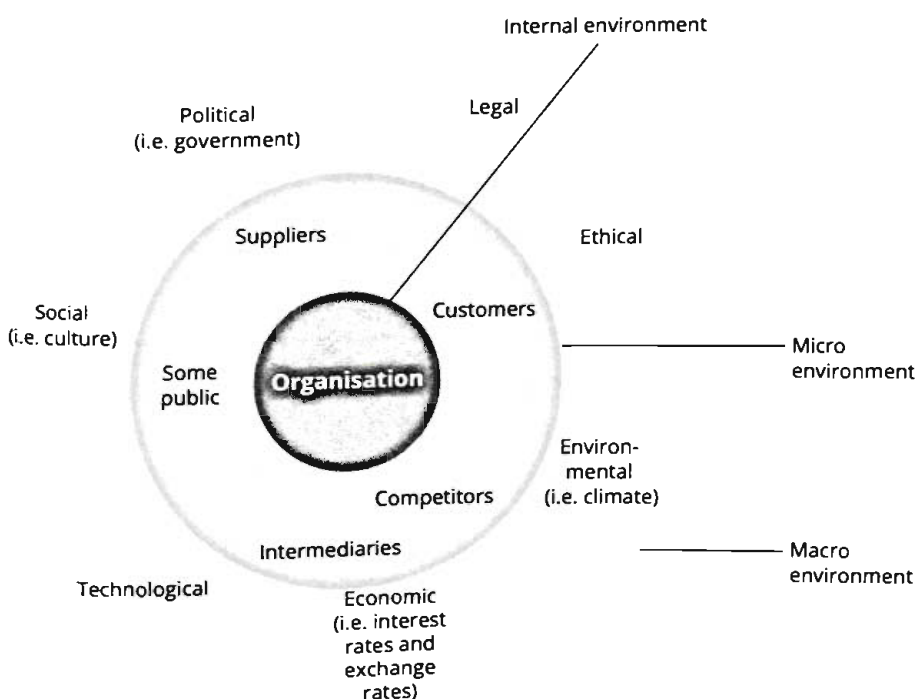 Internal environment
Legal
Political
(i.e. government)
Suppliers
Ethical
Customers
Social
(i.e. culture)
Micro
environment
Some
public
Organisation
Environ-
mental
(i.e. climate)
Competitors
Intermediaries
Macro
environment
Technological
Economic
(i.e. interest
rates and
exchange
rates)